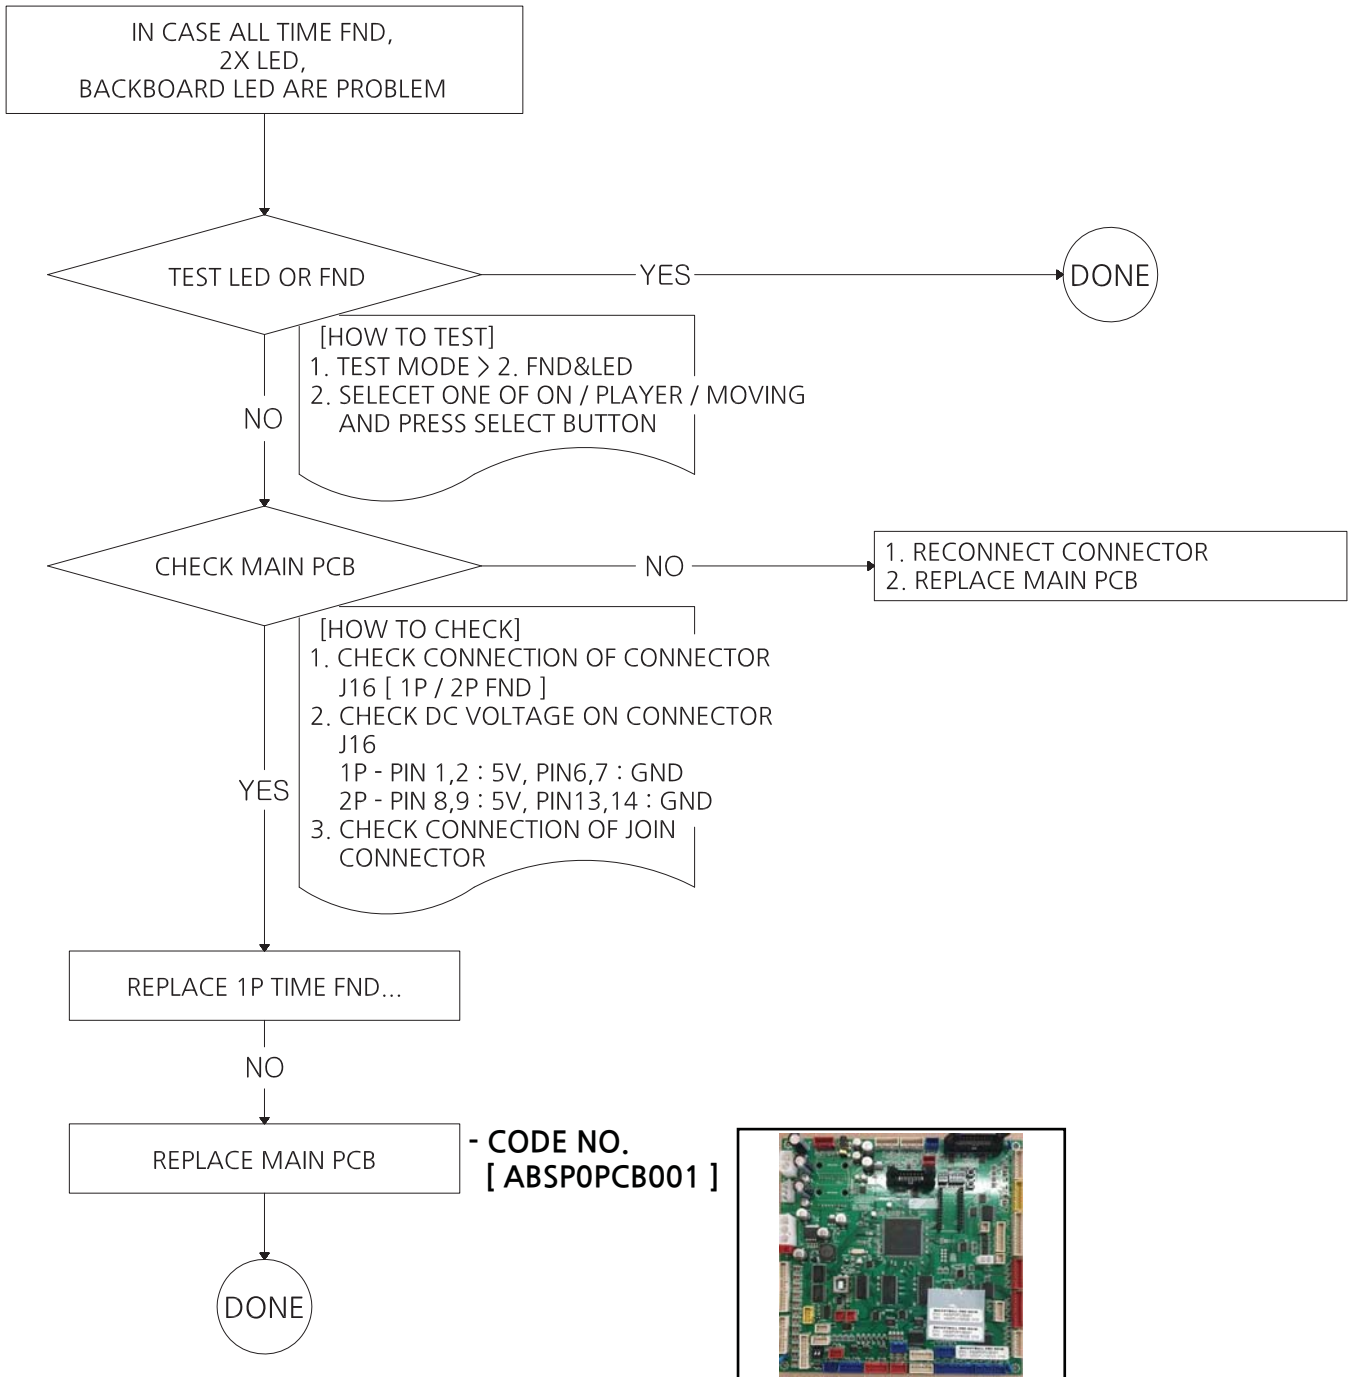 IN CASE ALL TIME FND,
2X LED,
BACKBOARD LED ARE PROBLEM
TEST LED OR FND
YES
DONE
[HOW TO TEST]
1. TEST MODE > 2. FND&LED
2. SELECET ONE OF ON / PLAYER / MOVING
AND PRESS SELECT BUTTON
NO
CHECK MAIN PCB
NO
1. RECONNECT CONNECTOR
2. REPLACE MAIN PCB
[HOW TO CHECK]
1. CHECK CONNECTION OF CONNECTOR
J16 [ 1P / 2P FND ]
2. CHECK DC VOLTAGE ON CONNECTOR
J16
1P - PIN 1,2 : 5V, PIN6,7 : GND
2P - PIN 8,9 : 5V, PIN13,14 : GND
3. CHECK CONNECTION OF JOIN
CONNECTOR
YES
REPLACE 1P TIME FND...
NO
REPLACE MAIN PCB
- CODE NO.
[ ABSP0PCB001 ]
DONE